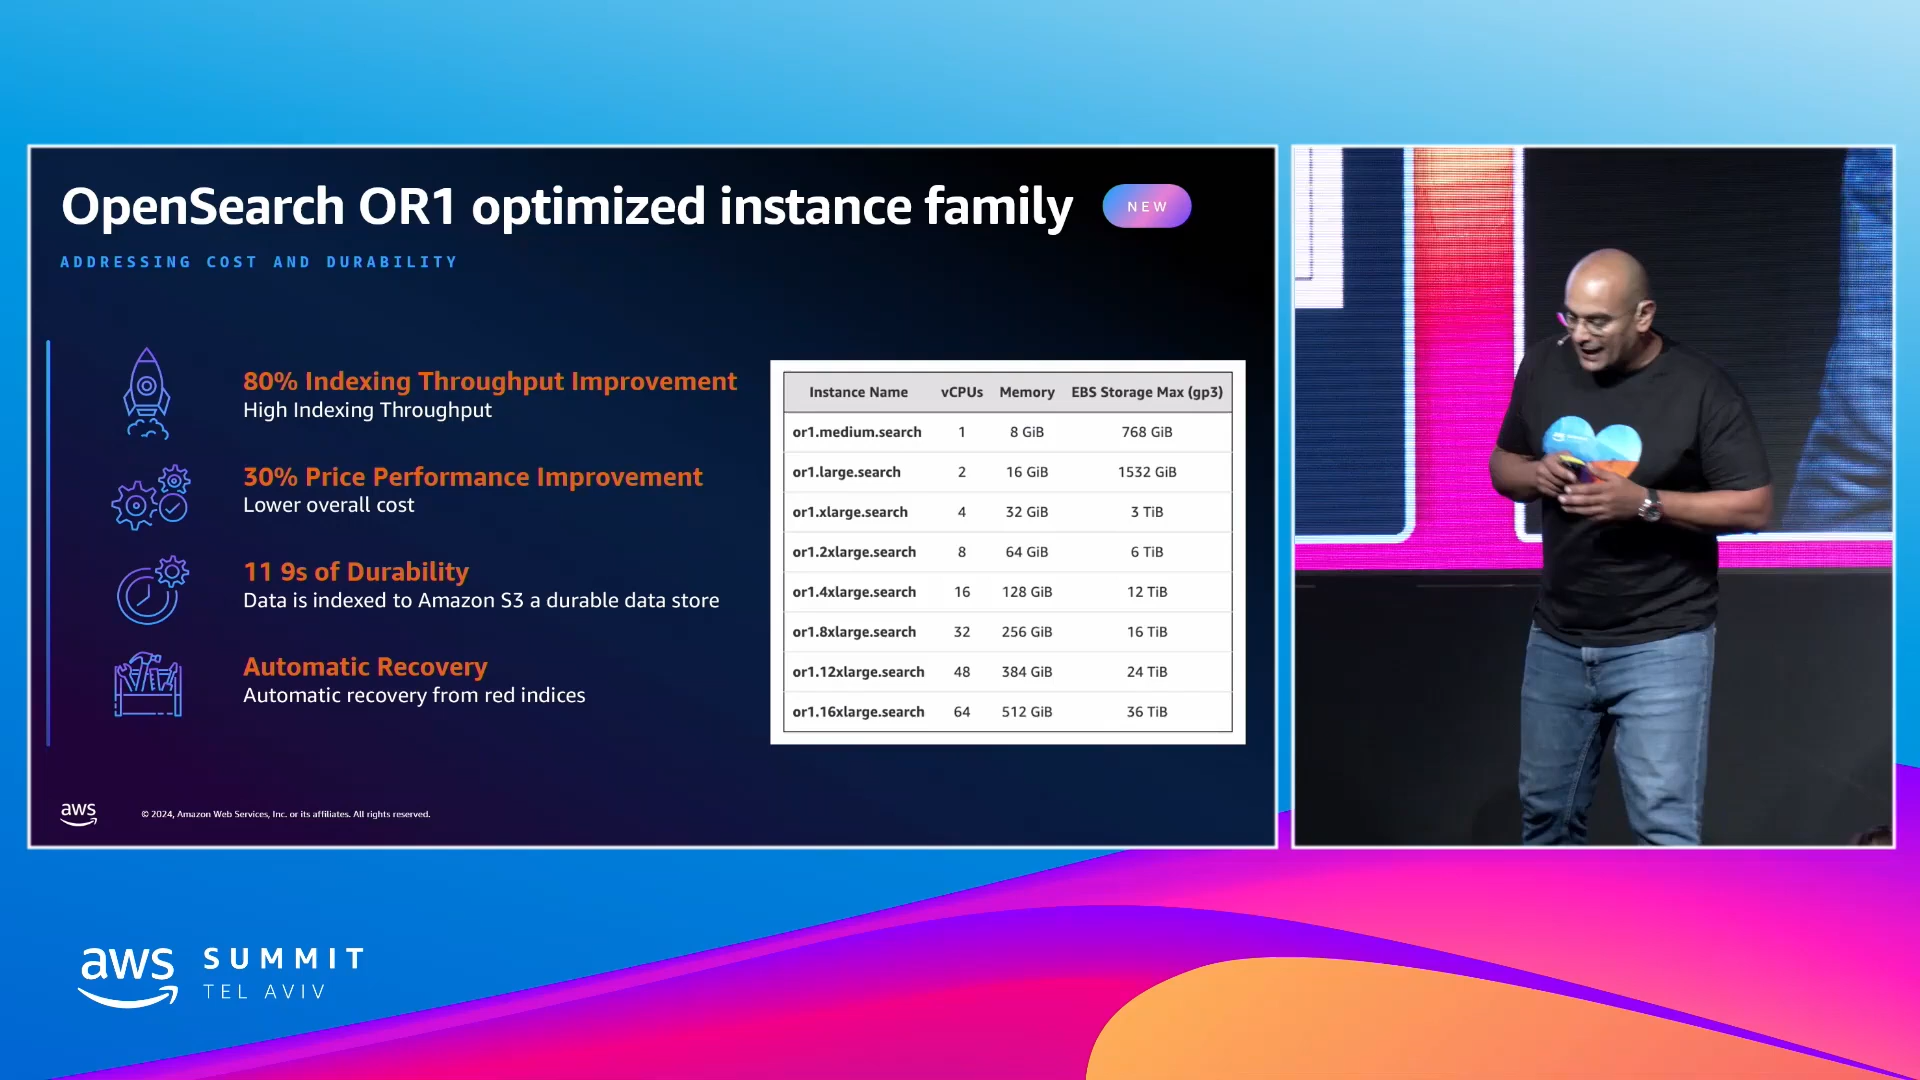 OpenSearch OR1 optimized instance family
NEW
ADDRESSING COST AND DURABILITY
80% Indexing Throughput Improvement
High Indexing Throughput
30% Price Performance Improvement
Lower overall cost
11 9s of Durability
Data is indexed to Amazon S3 a durable data store
Automatic Recovery
Automatic recovery from red indices
Instance Name vCPUs Memory EBS Storage Max (gp3)
or1.medium.search 1 8 GiB 768 GiB
or1.large.search 2 16 GiB 1532 GiB
or1.xlarge.search 4 32 GiB 3 TiB
or1.2xlarge.search 8 64 GiB 6 TiB
or1.4xlarge.search 16 128 GiB 12 TiB
or1.8xlarge.search 32 256 GiB 16 TiB
or1.12xlarge.search 48 384 GiB 24 TiB
or1.16xlarge.search 64 512 GiB 36 TiB
aws
© 2024, Amazon Web Services, Inc. or its affiliates. All rights reserved.
aws SUMMIT
TEL AVIV